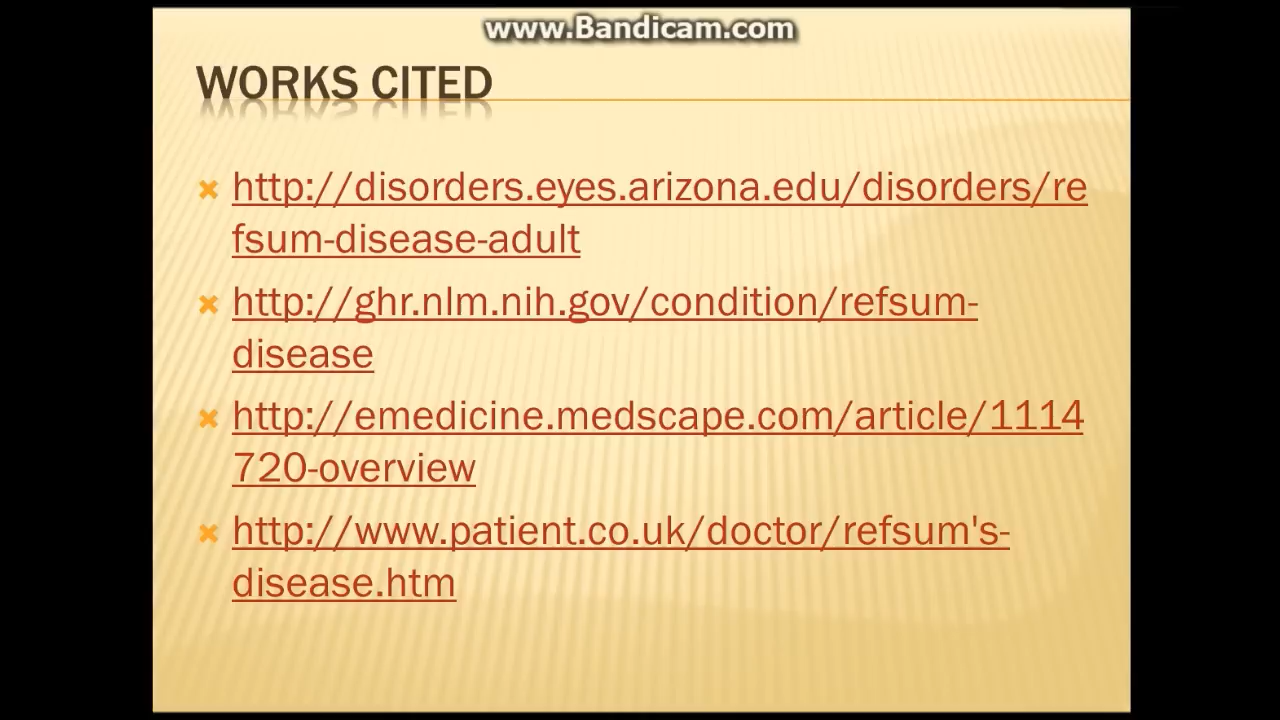 www.Bandicam.com
WORKS CITED
http://disorders.eyes.arizona.edu/disorders/re
fsum-disease-adult
http://ghr.nlm.nih.gov/condition/refsum-
disease
http://emedicine.medscape.com/article/1114
720-overview
http://www.patient.co.uk/doctor/refsum's-
disease.htm